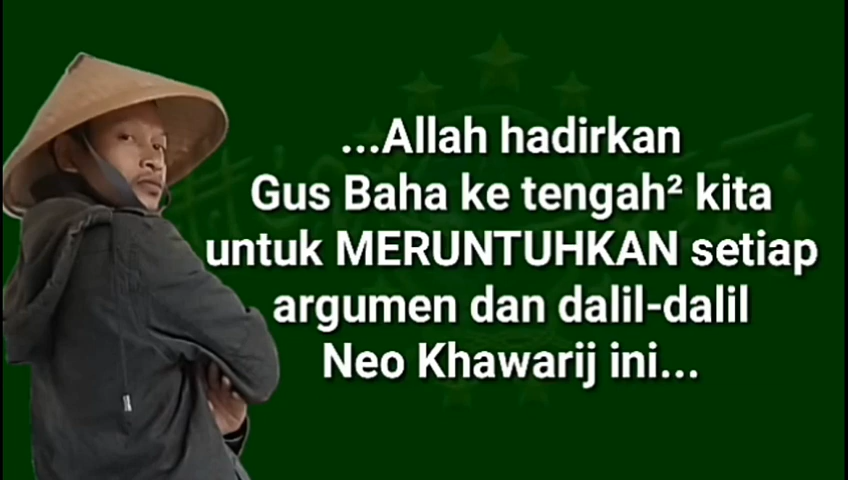 ...Allah hadirkan
Gus Baha ke tengah² kita
untuk MERUNTUHKAN setiap
argumen dan dalil-dalil
Neo Khawarij ini...